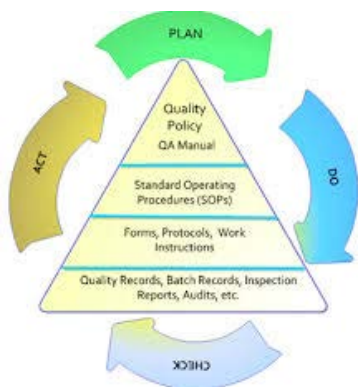 PLAN
Quality
Policy
QA Manual
ACT
DO
Standard Operating
Procedures (SOPs)
Forms, Protocols, Work
Instructions
Quality Records, Batch Records, Inspection
Reports, Audits, etc.
CHECK